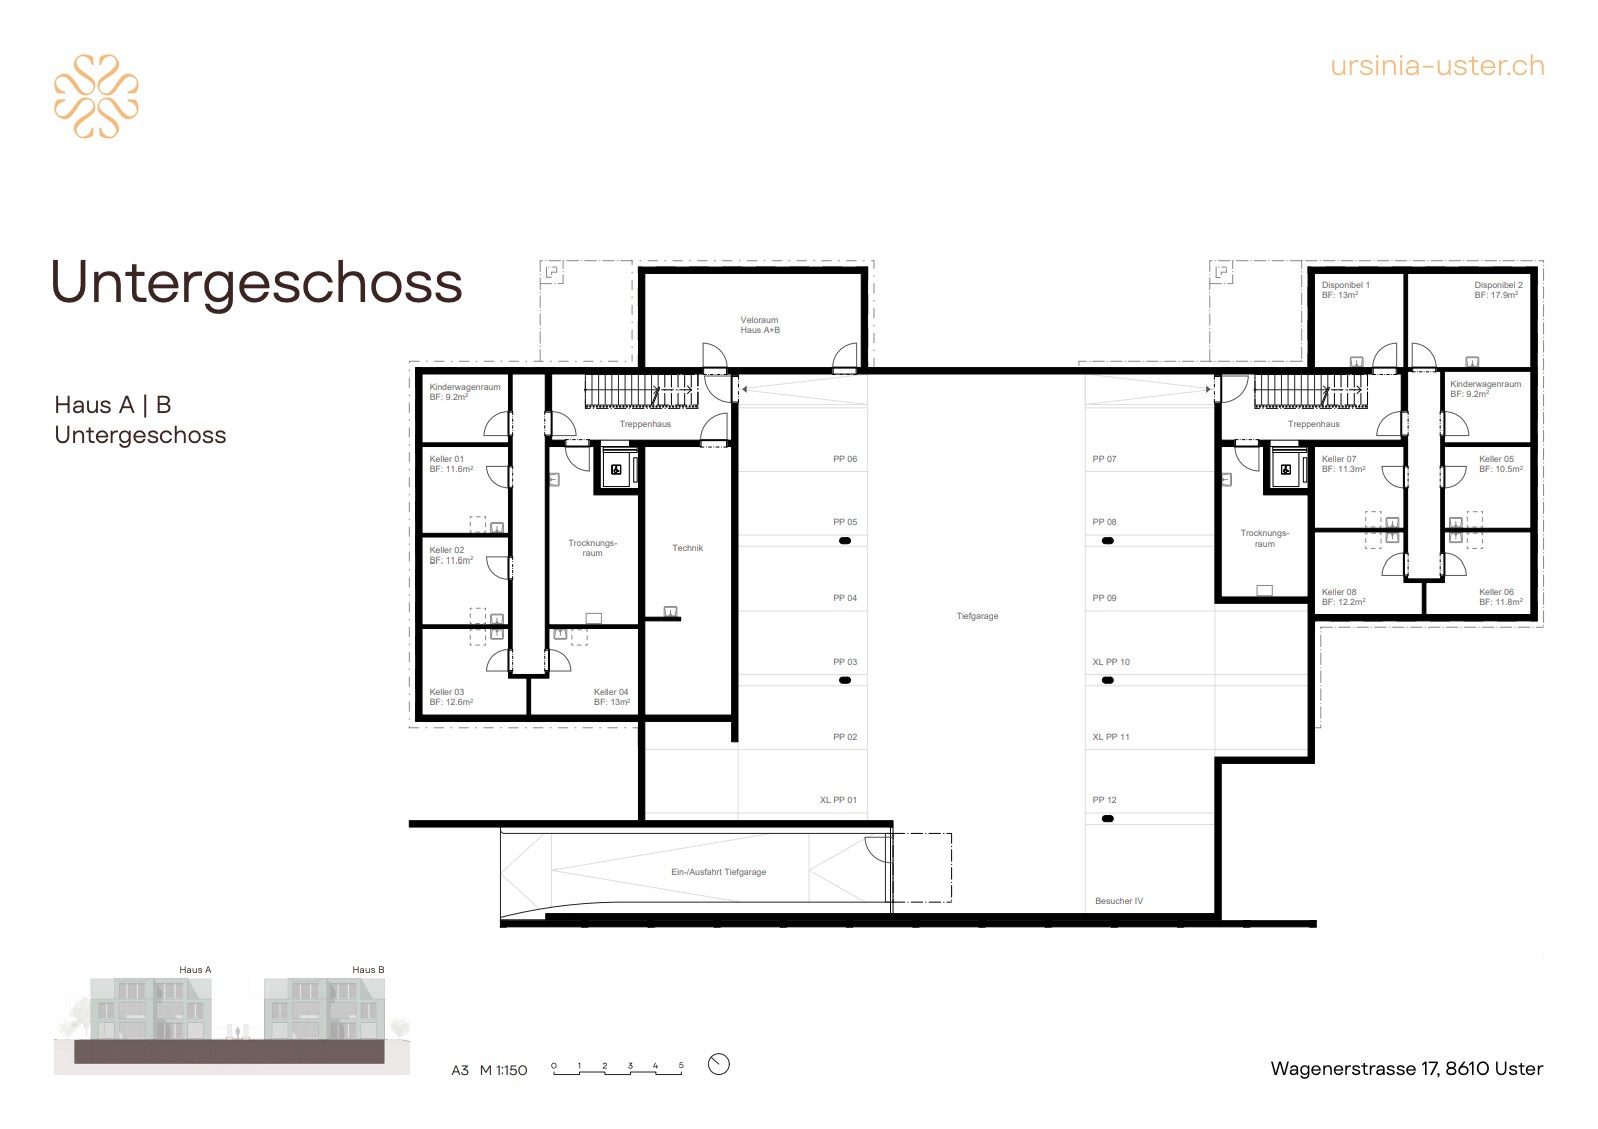 ursinia-uster.ch
Untergeschoss
Haus A | B
Untergeschoss
Veloraum
Haus A+B
Disponibel 1
BF: 13m²
Disponibel 2
BF: 17.9m²
Kinderwagenraum
BF: 9.2m²
Treppenhaus
Treppenhaus
Kinderwagenraum
BF: 9.2m²
Keller 01
BF: 11.6m²
PP 06
PP 07
Keller 07
BF: 11.3m²
Keller 05
BF: 10.5m²
PP 05
PP 08
Keller 02
BF: 11.6m²
Trocknungs-
raum
Technik
Trocknungs-
raum
PP 04
PP 09
Tiefgarage
Keller 08
BF: 12.2m²
Keller 06
BF: 11.8m²
PP 03
XL PP 10
Keller 03
BF: 12.6m²
Keller 04
BF: 13m²
PP 02
XL PP 11
XL PP 01
PP 12
Ein-/Ausfahrt Tiefgarage
Besucher IV
Haus A
Haus B
A3 M 1:150
0 1 2 3 4 5
Wagenerstrasse 17, 8610 Uster